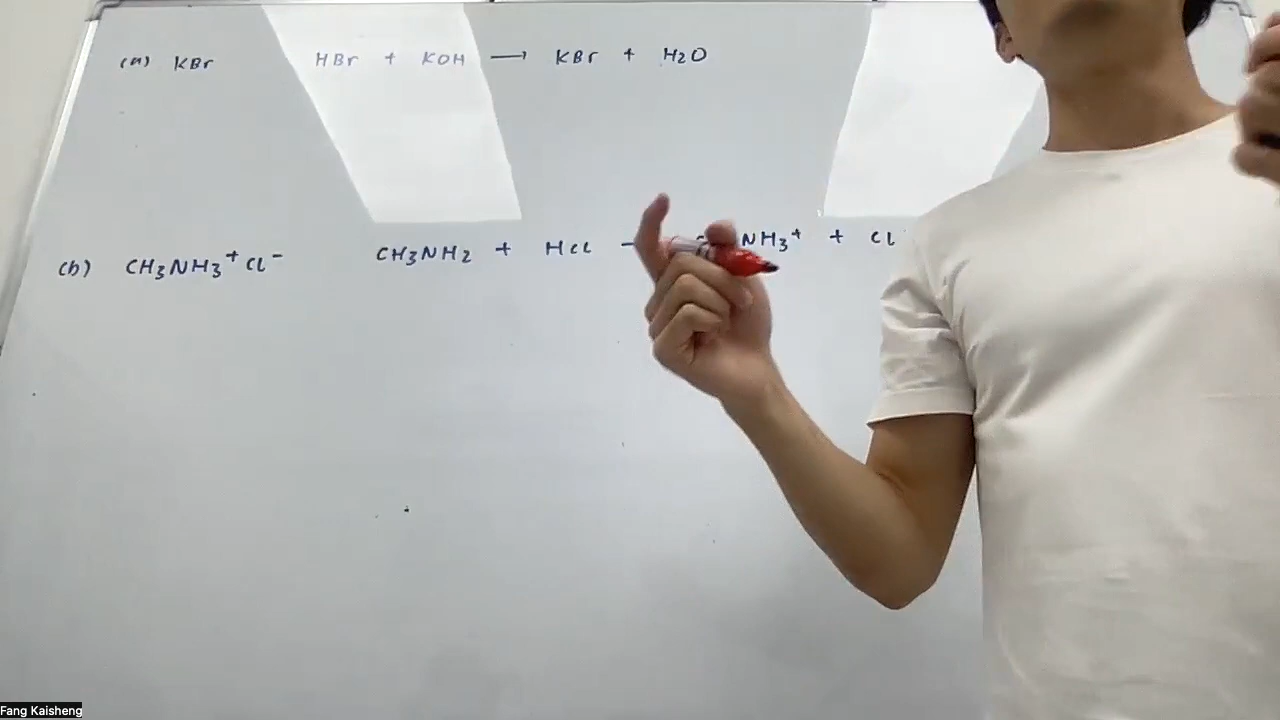 (a) KBr HBr + KOH ⟶ KBr + H2O
(b) CH3NH3⁺Cl⁻ CH3NH2 + HCl NH3⁺ + Cl
Fang Kaisheng